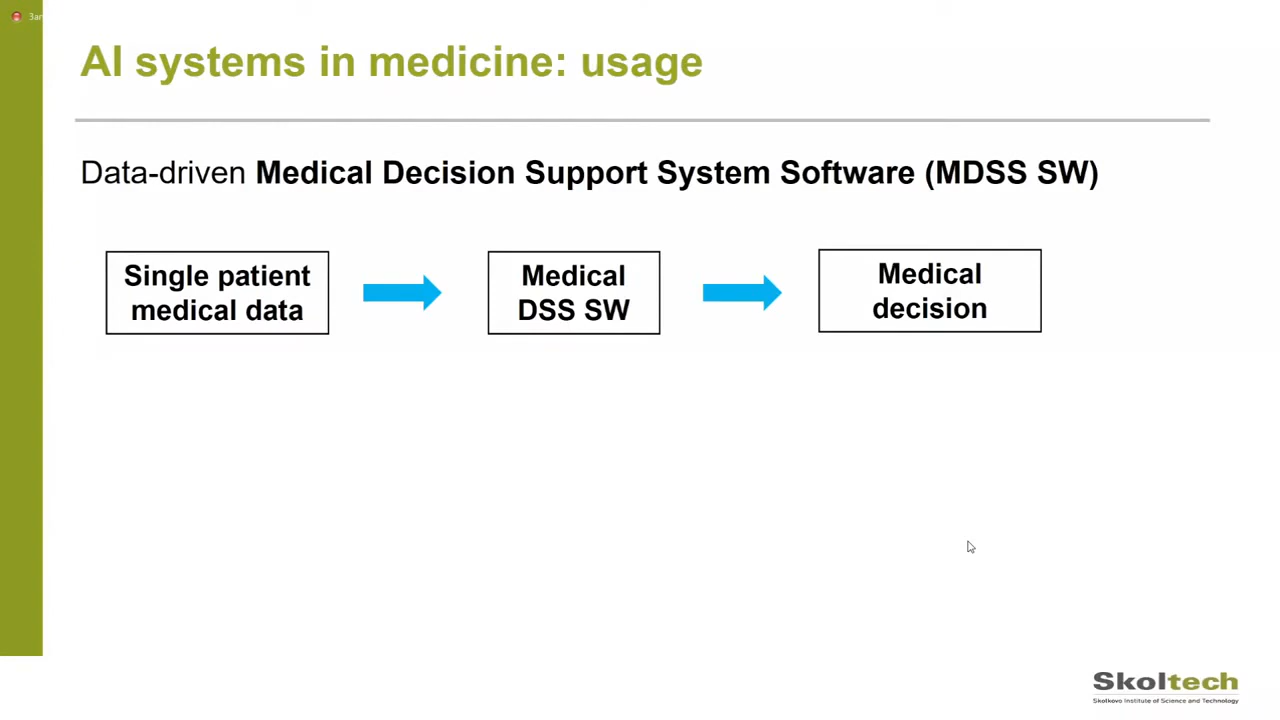 Заг
AI systems in medicine: usage
Data-driven Medical Decision Support System Software (MDSS SW)
Single patient
medical data
Medical
DSS SW
Medical
decision
Skoltech
Skolkovo Institute of Science and Technology